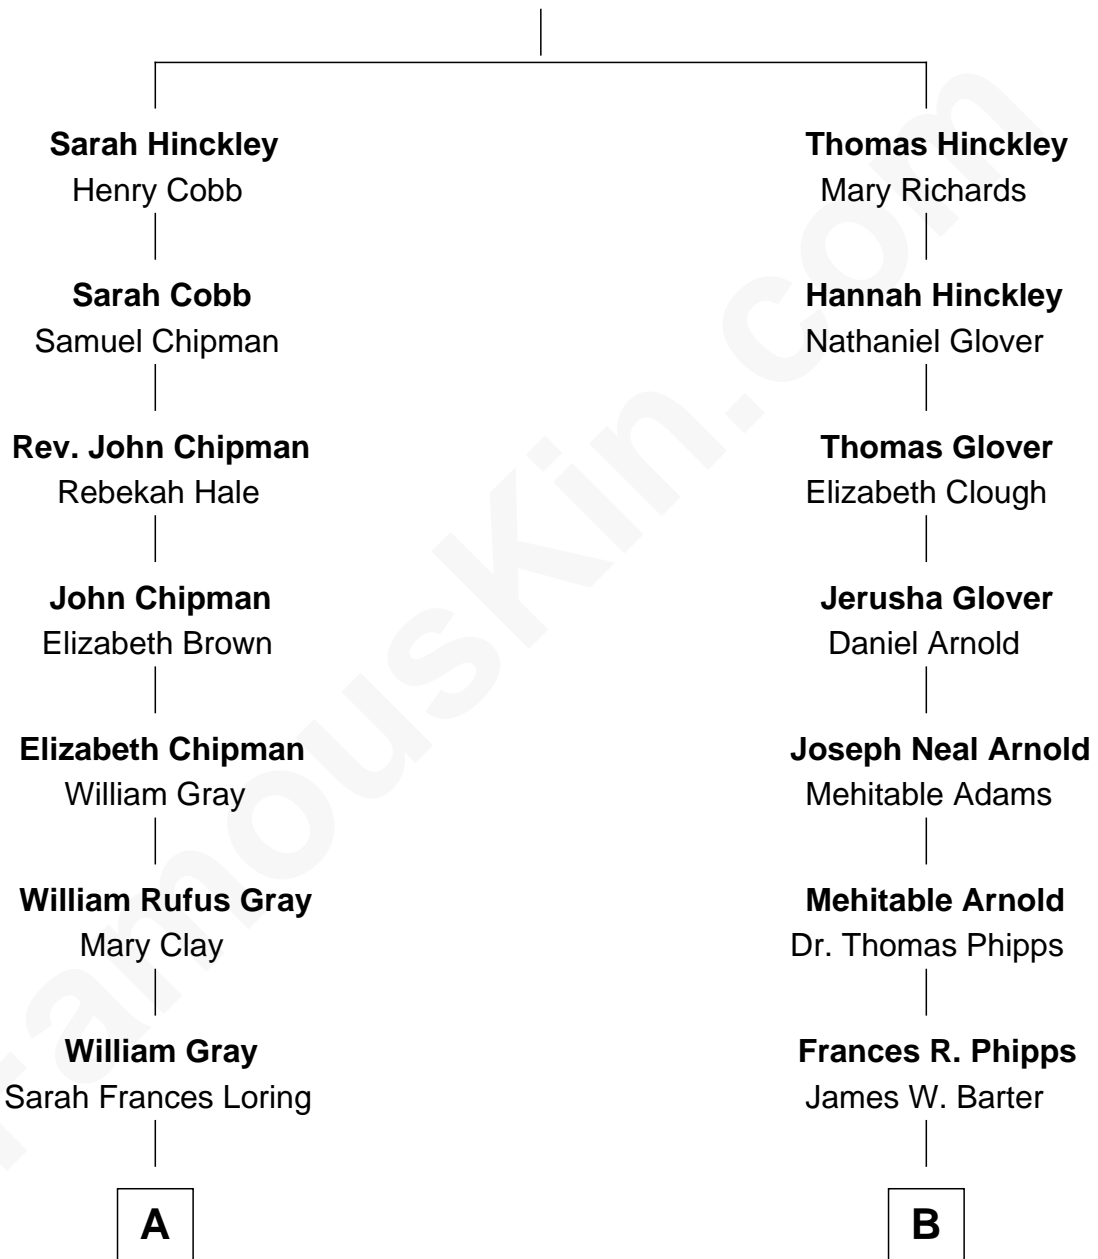 Sarah Hinckley
Henry Cobb
Sarah Cobb
Samuel Chipman
Rev. John Chipman
Rebekah Hale
John Chipman
Elizabeth Brown
Elizabeth Chipman
William Gray
William Rufus Gray
Mary Clay
William Gray
Sarah Frances Loring
A
Thomas Hinckley
Mary Richards
Hannah Hinckley
Nathaniel Glover
Thomas Glover
Elizabeth Clough
Jerusha Glover
Daniel Arnold
Joseph Neal Arnold
Mehitable Adams
Mehitable Arnold
Dr. Thomas Phipps
Frances R. Phipps
James W. Barter
B
FamousKin.com